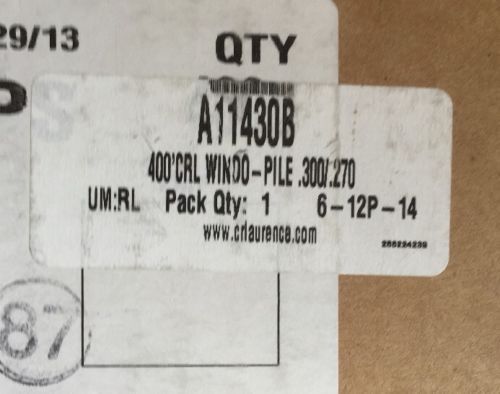 29/13
QTY
A11430B
400'CRL WINDO-PILE .300/.270
UM:RL Pack Qty: 1 6-12P-14
www.crlaurence.com
87